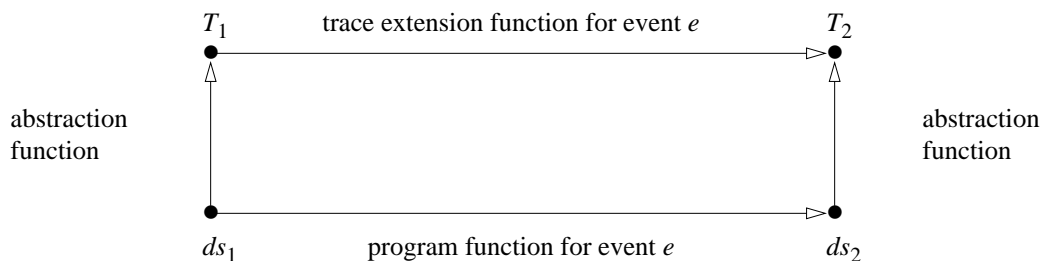 T1 trace extension function for event e T2
abstraction abstraction
function function
ds1 program function for event e ds2